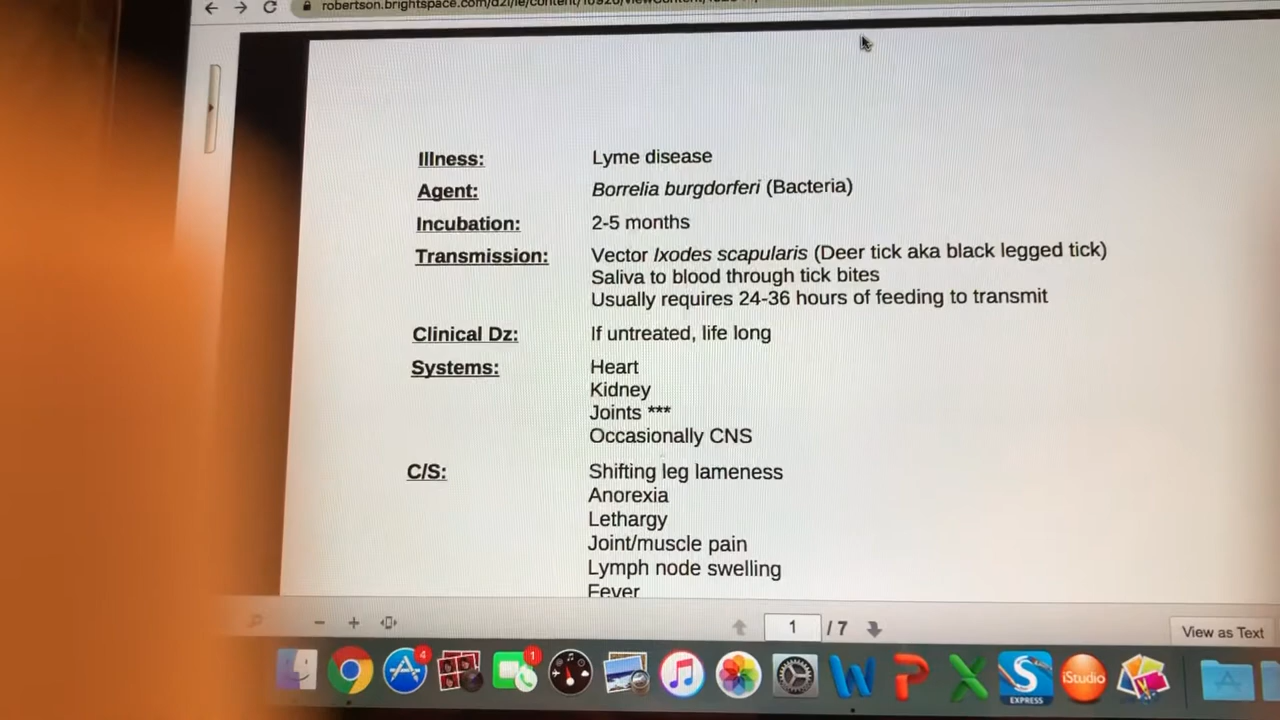 robertson.brightspace.com/d2l/le/content/
Illness: Lyme disease
Agent: Borrelia burgdorferi (Bacteria)
Incubation: 2-5 months
Transmission: Vector Ixodes scapularis (Deer tick aka black legged tick)
Saliva to blood through tick bites
Usually requires 24-36 hours of feeding to transmit
Clinical Dz: If untreated, life long
Systems: Heart
Kidney
Joints ***
Occasionally CNS
C/S: Shifting leg lameness
Anorexia
Lethargy
Joint/muscle pain
Lymph node swelling
Fever
1 / 7
View as Text
4
1
EXPRESS
iStudio